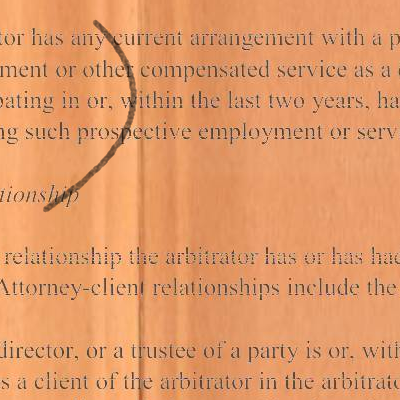 tor has any current arrangement with a p
ment or other compensated service as a
pating in or, within the last two years, ha
ng such prospective employment or serv
tionship
relationship the arbitrator has or has had
Attorney-client relationships include the
director, or a trustee of a party is or, with
s a client of the arbitrator in the arbitrato